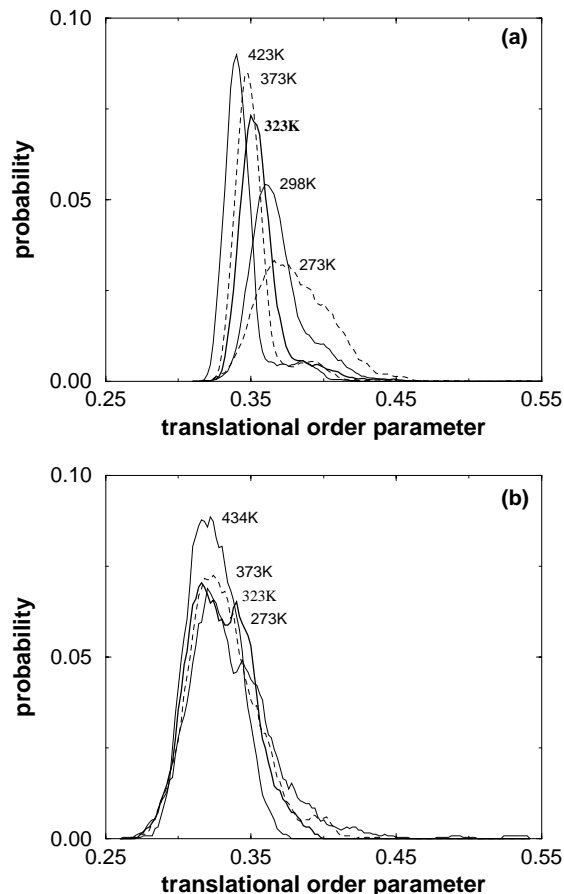 (a)
0.10
423K
373K
323K
298K
0.05
273K
probability
0.00
0.25 0.35 0.45 0.55
translational order parameter
(b)
0.10
434K
373K
323K
273K
0.05
probability
0.00
0.25 0.35 0.45 0.55
translational order parameter